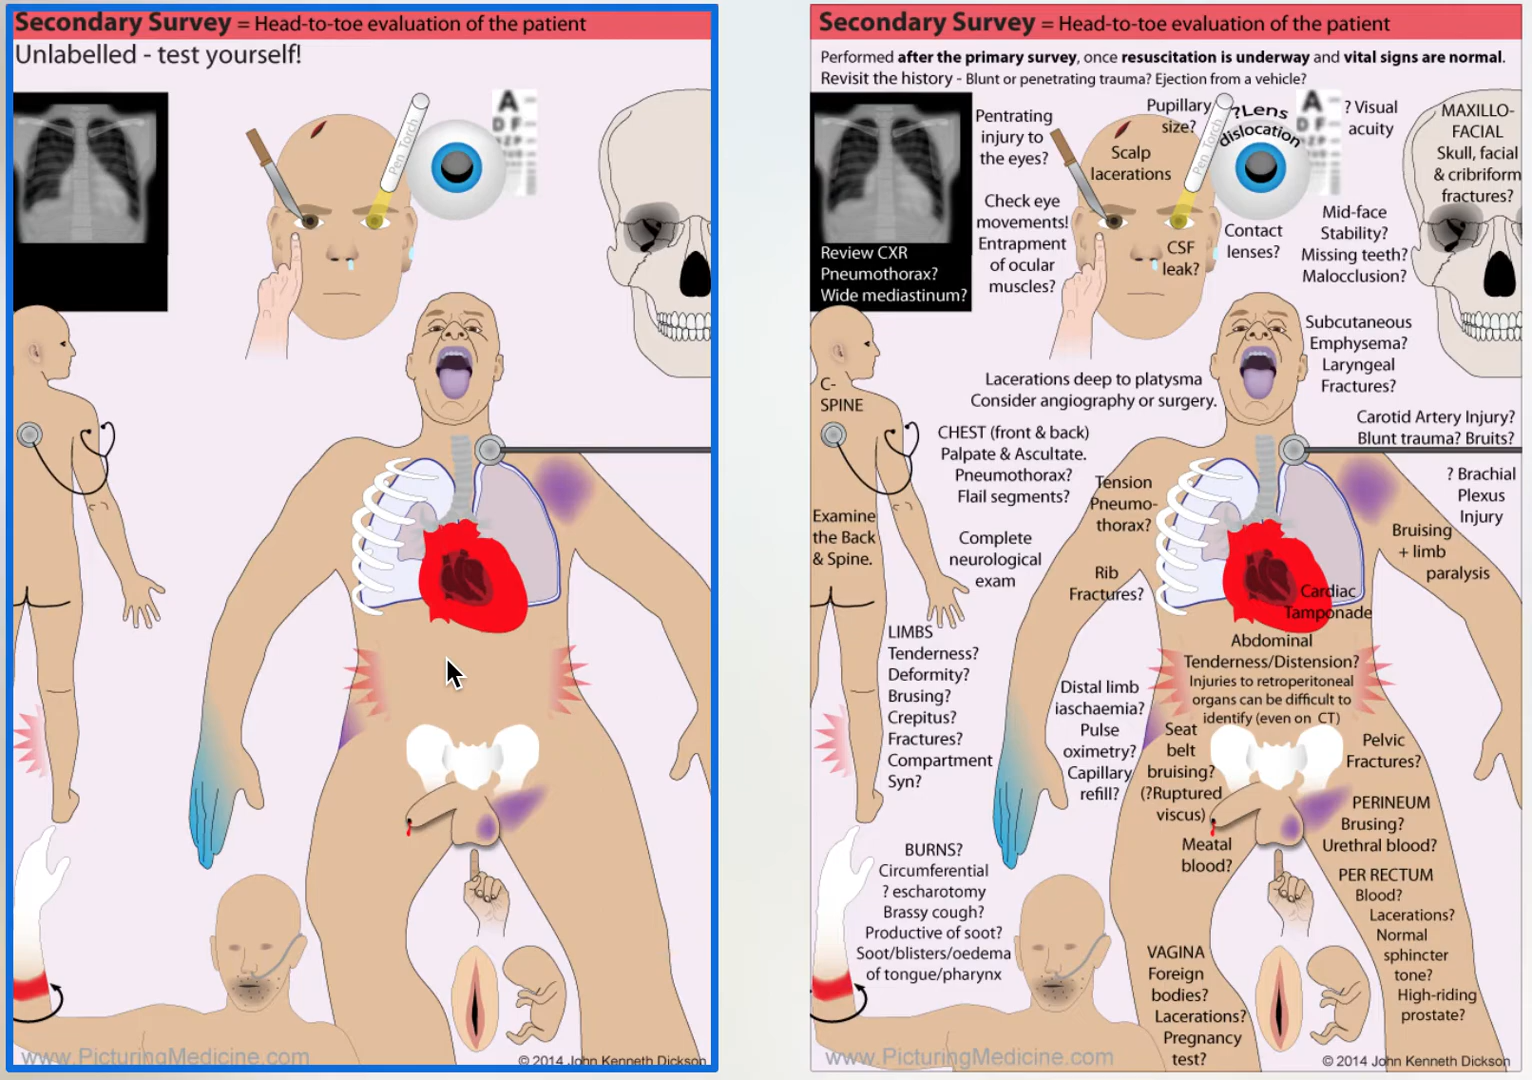 Secondary Survey = Head-to-toe evaluation of the patient
Unlabelled - test yourself!
Pen Torch
A
D F
www.PicturingMedicine.com
© 2014 John Kenneth Dickson
Secondary Survey = Head-to-toe evaluation of the patient
Performed after the primary survey, once resuscitation is underway and vital signs are normal.
Revisit the history - Blunt or penetrating trauma? Ejection from a vehicle?
Review CXR
Pneumothorax?
Wide mediastinum?
Pentrating
injury to
the eyes?
Check eye
movements!
Entrapment
of ocular
muscles?
Pupillary
size?
Scalp
lacerations
Pen Torch
?Lens
dislocation
A
D F
? Visual
acuity
MAXILLO-
FACIAL
Skull, facial
& cribriform
fractures?
CSF
leak?
Contact
lenses?
Mid-face
Stability?
Missing teeth?
Malocclusion?
Subcutaneous
Emphysema?
Laryngeal
Fractures?
C-
SPINE
Lacerations deep to platysma
Consider angiography or surgery.
Carotid Artery Injury?
Blunt trauma? Bruits?
CHEST (front & back)
Palpate & Ascultate.
Pneumothorax?
Flail segments?
Tension
Pneumo-
thorax?
? Brachial
Plexus
Injury
Bruising
+ limb
paralysis
Examine
the Back
& Spine.
Complete
neurological
exam
Rib
Fractures?
Cardiac
Tamponade
LIMBS
Tenderness?
Deformity?
Brusing?
Crepitus?
Fractures?
Compartment
Syn?
Abdominal
Tenderness/Distension?
Injuries to retroperitoneal
organs can be difficult to
identify (even on CT)
Distal limb
iaschaemia?
Pulse
oximetry?
Capillary
refill?
Seat
belt
bruising?
(?Ruptured
viscus)
Pelvic
Fractures?
PERINEUM
Brusing?
Urethral blood?
Meatal
blood?
BURNS?
Circumferential
? escharotomy
Brassy cough?
Productive of soot?
Soot/blisters/oedema
of tongue/pharynx
PER RECTUM
Blood?
Lacerations?
Normal
sphincter
tone?
High-riding
prostate?
VAGINA
Foreign
bodies?
Lacerations?
Pregnancy
test?
www.PicturingMedicine.com
© 2014 John Kenneth Dickson